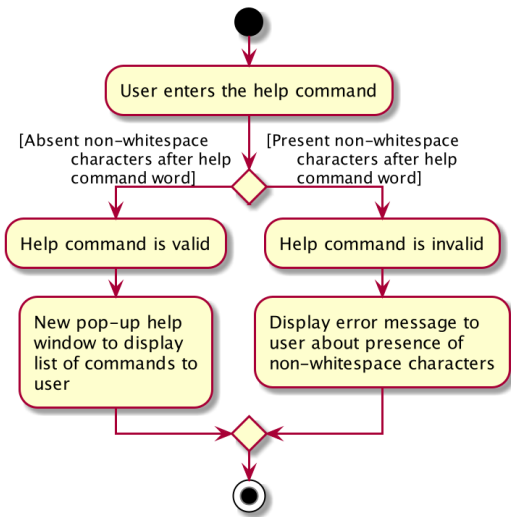 User enters the help command
[Absent non-whitespace
characters after help
command word]
[Present non-whitespace
characters after help
command word]
Help command is valid
Help command is invalid
New pop-up help
window to display
list of commands to
user
Display error message to
user about presence of
non-whitespace characters